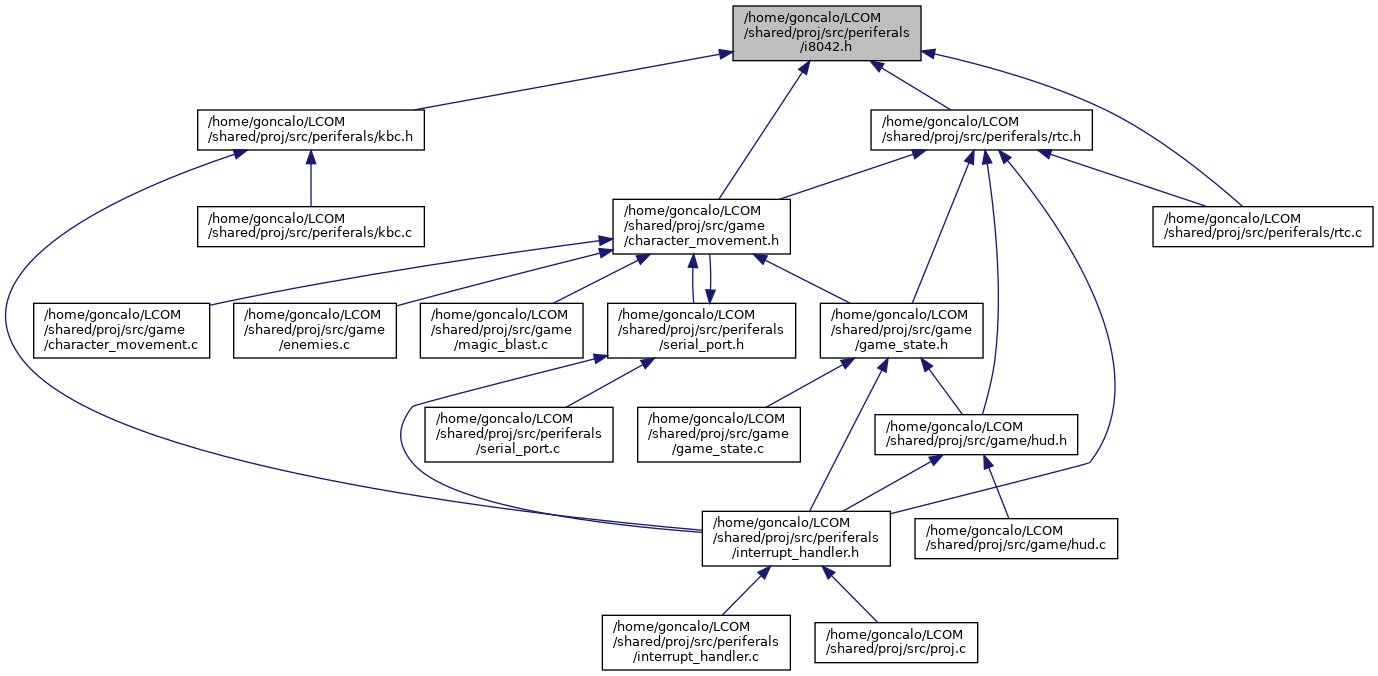 /home/goncalo/LCOM
/shared/proj/src/periferals
/i8042.h
/home/goncalo/LCOM
/shared/proj/src/periferals/kbc.h
/home/goncalo/LCOM
/shared/proj/src/periferals/rtc.h
/home/goncalo/LCOM
/shared/proj/src/periferals/kbc.c
/home/goncalo/LCOM
/shared/proj/src/game
/character_movement.h
/home/goncalo/LCOM
/shared/proj/src/periferals/rtc.c
/home/goncalo/LCOM
/shared/proj/src/game
/character_movement.c
/home/goncalo/LCOM
/shared/proj/src/game
/enemies.c
/home/goncalo/LCOM
/shared/proj/src/game
/magic_blast.c
/home/goncalo/LCOM
/shared/proj/src/periferals
/serial_port.h
/home/goncalo/LCOM
/shared/proj/src/game
/game_state.h
/home/goncalo/LCOM
/shared/proj/src/periferals
/serial_port.c
/home/goncalo/LCOM
/shared/proj/src/game
/game_state.c
/home/goncalo/LCOM
/shared/proj/src/game/hud.h
/home/goncalo/LCOM
/shared/proj/src/periferals
/interrupt_handler.h
/home/goncalo/LCOM
/shared/proj/src/game/hud.c
/home/goncalo/LCOM
/shared/proj/src/periferals
/interrupt_handler.c
/home/goncalo/LCOM
/shared/proj/src/proj.c